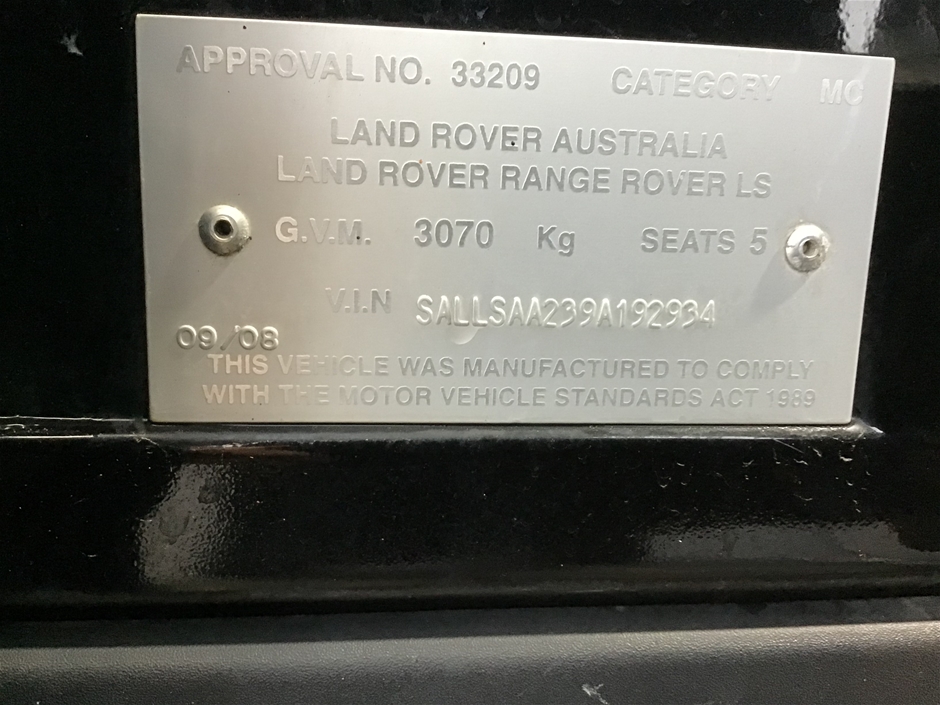 APPROVAL NO. 33209 CATEGORY MC
LAND ROVER AUSTRALIA
LAND ROVER RANGE ROVER LS
G.V.M. 3070 Kg SEATS 5
V.I.N SALLSAA239A192934
09/08
THIS VEHICLE WAS MANUFACTURED TO COMPLY
WITH THE MOTOR VEHICLE STANDARDS ACT 1989